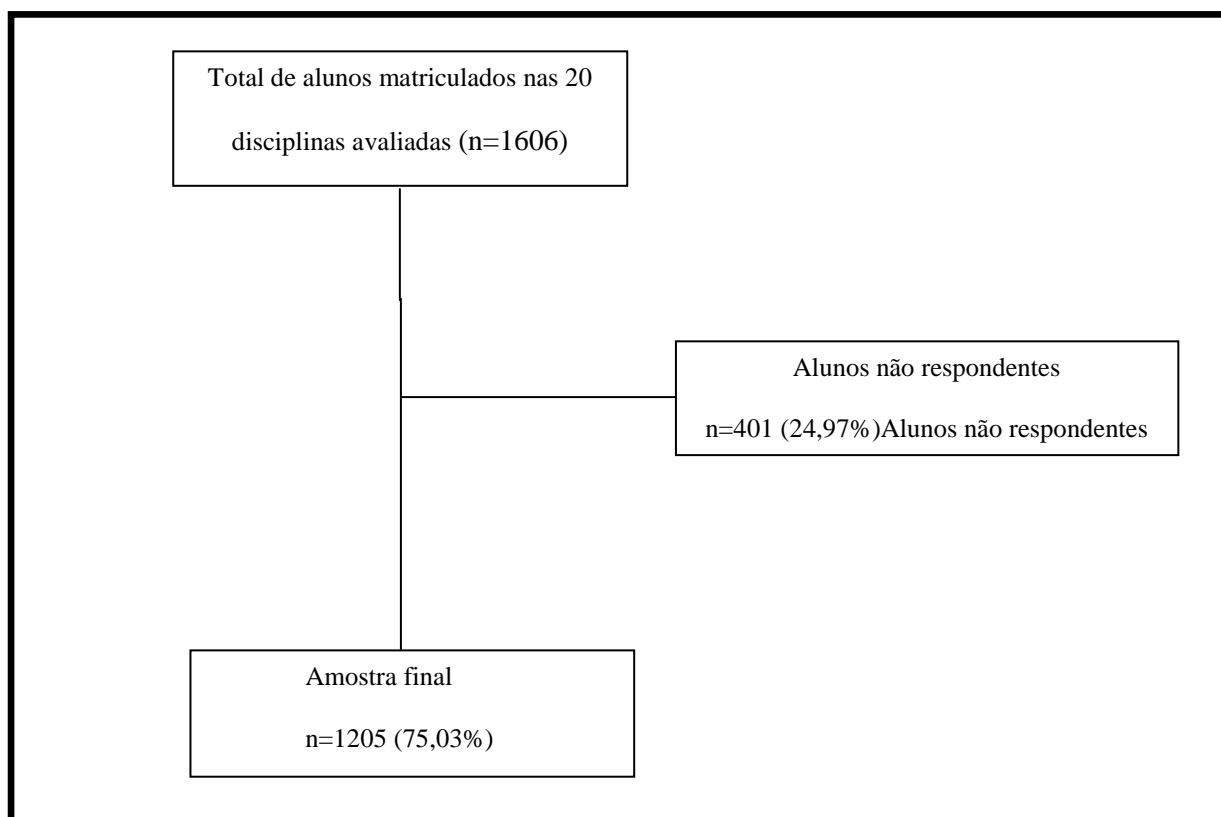 Total de alunos matriculados nas 20
disciplinas avaliadas (n=1606)
Alunos não respondentes
n=401 (24,97%)Alunos não respondentes
Amostra final
n=1205 (75,03%)